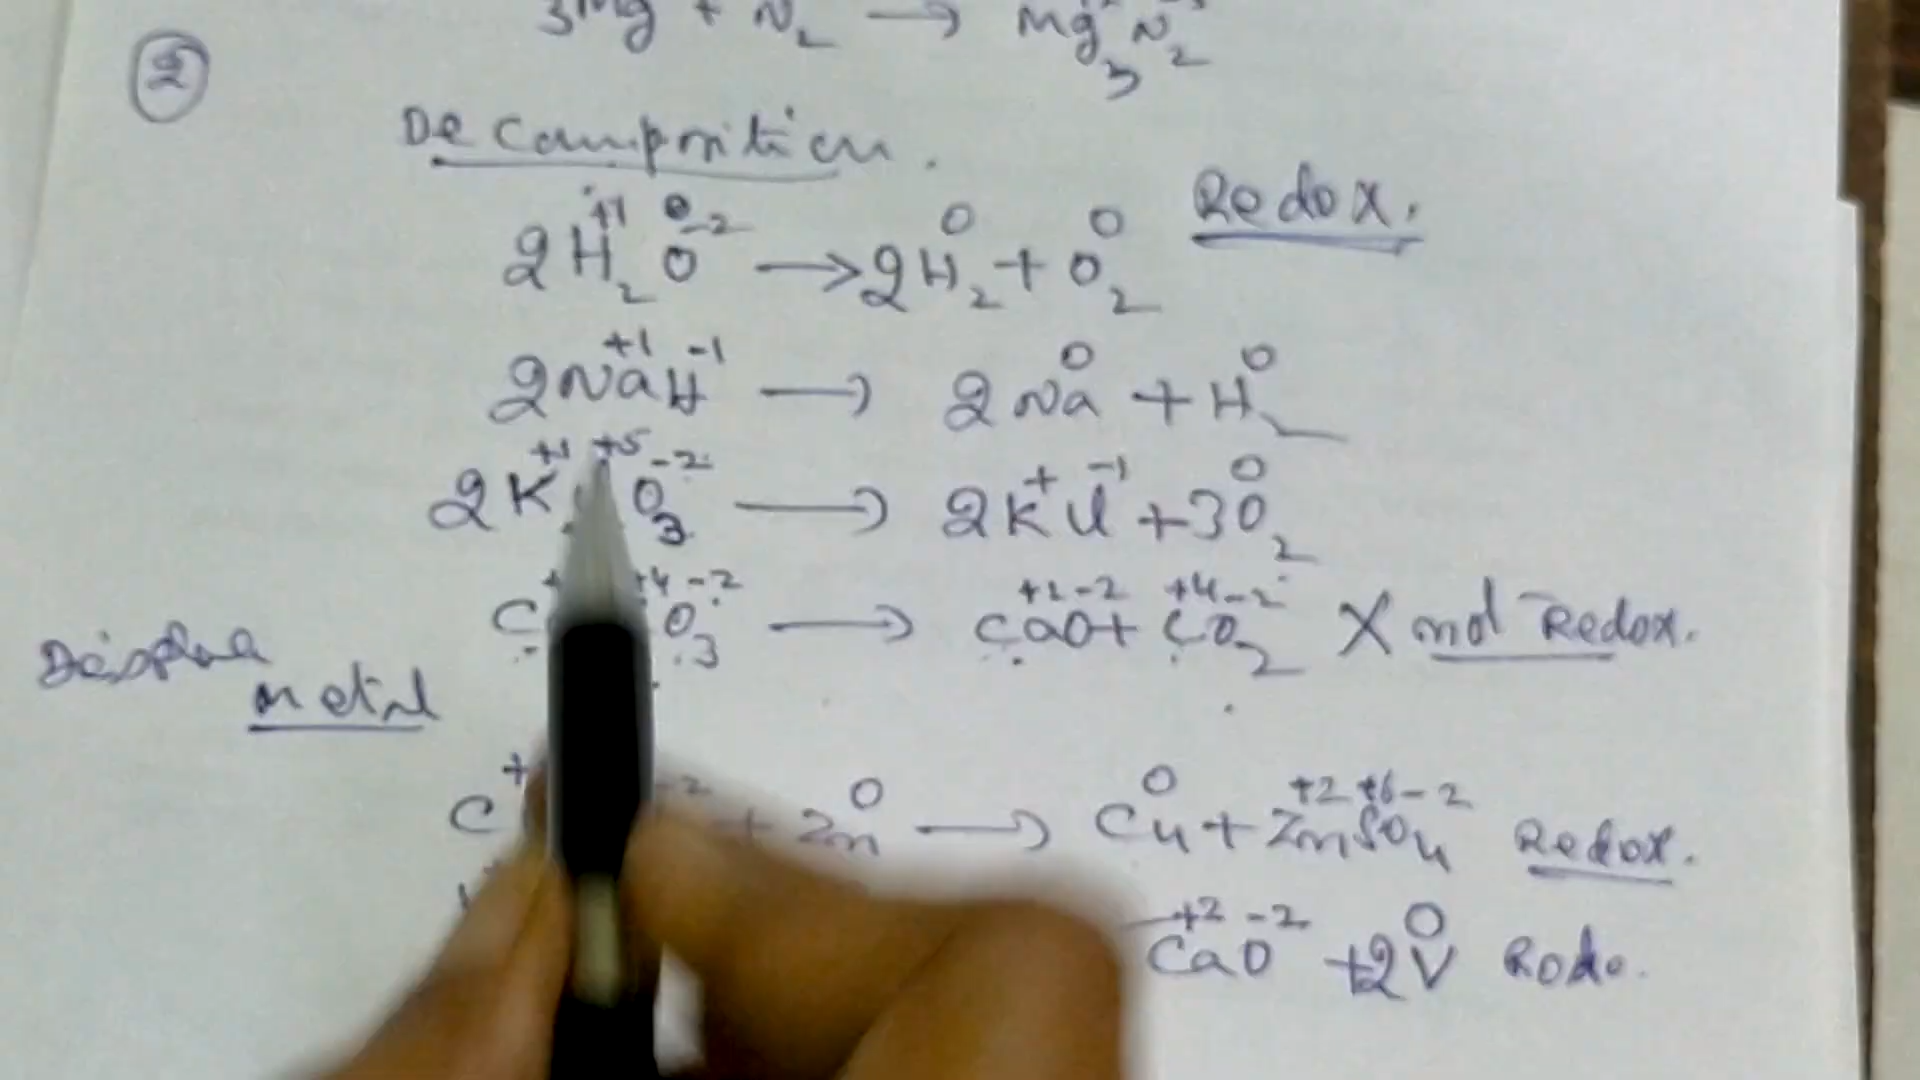 3Mg + N2 → Mg3N2
②
Decomposition.
+1 0 -2 0 0
2H2O → 2H2 + O2 Redox.
+1 -1 0 0
2NaH → 2Na + H2
+1 +5 -2 + -1 0
2K O3 → 2KCl + 3O2
+4 -2 +2 -2 +4 -2
C O3 → CaO + CO2 X not Redox.
metal
+ -2 0 0 +2 +6 -2
C + Zn → Cu + ZnSO4 Redox.
+2 -2 0
CaO + 2V